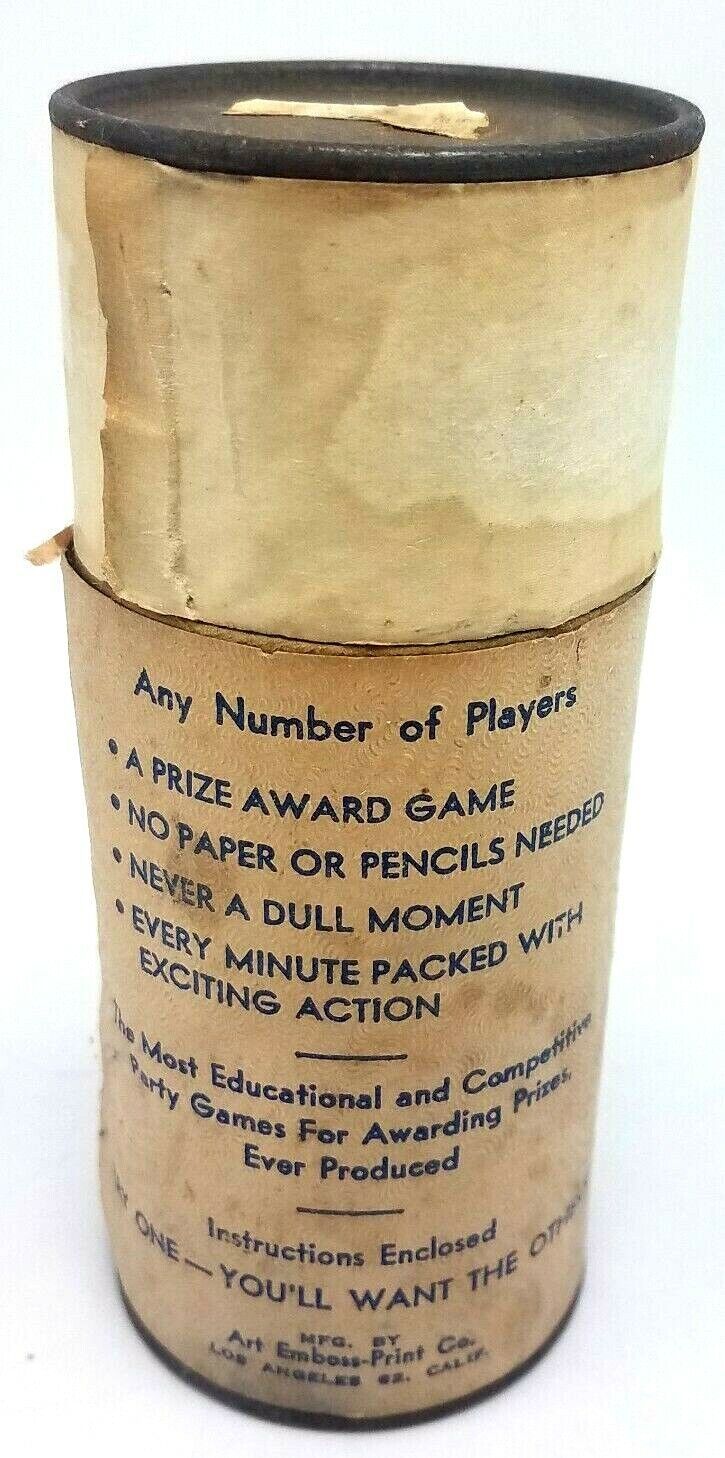 Any Number of Players
• A PRIZE AWARD GAME
• NO PAPER OR PENCILS NEEDED
• NEVER A DULL MOMENT
• EVERY MINUTE PACKED WITH
EXCITING ACTION
The Most Educational and Competitive
Party Games For Awarding Prizes,
Ever Produced
Instructions Enclosed
ONE — YOU'LL WANT THE
MFG. BY
Art Emboss-Print Co.
LOS ANGELES 62, CALIF.